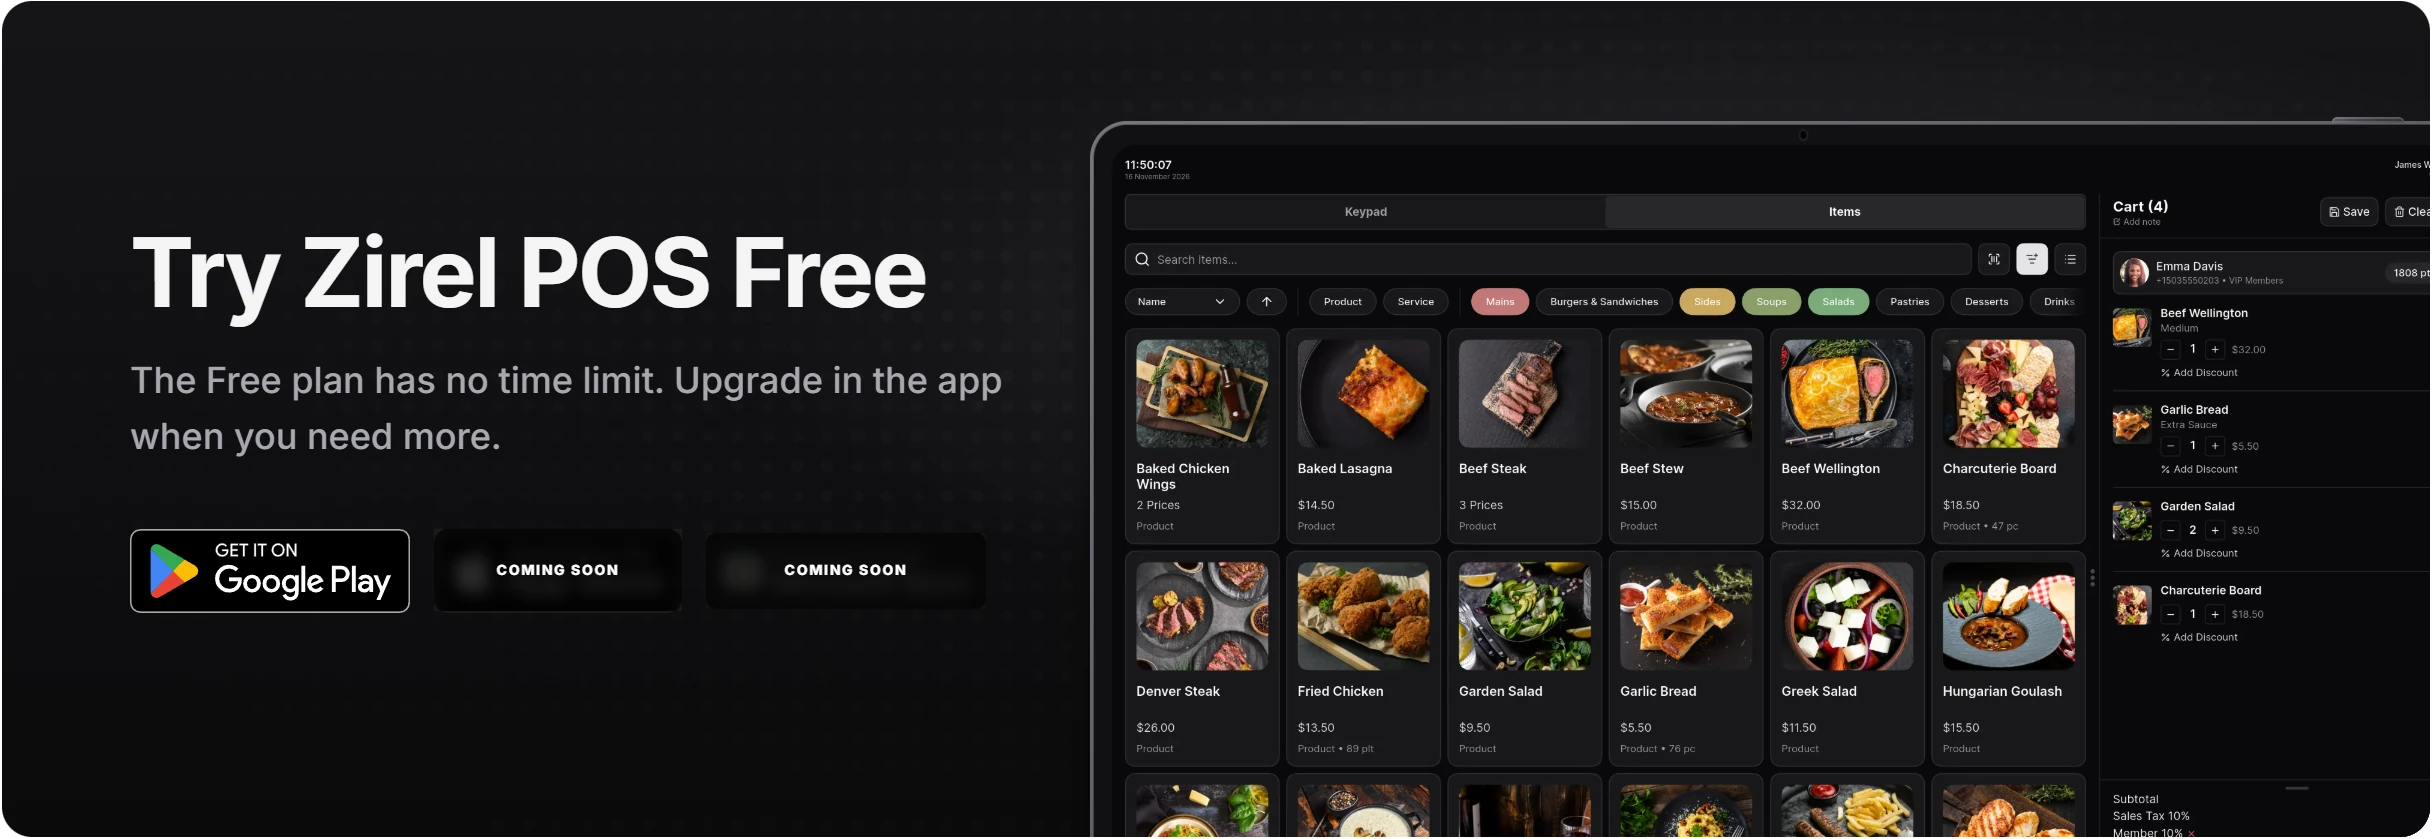 Try Zirel POS Free
The Free plan has no time limit. Upgrade in the app
when you need more.
GET IT ON
Google Play
COMING SOON
COMING SOON
11:50:07
16 November 2026
James W
Keypad
Items
Search items...
Name
Product
Service
Mains
Burgers & Sandwiches
Sides
Soups
Salads
Pastries
Desserts
Drinks
Baked Chicken
Wings
2 Prices
Product
Baked Lasagna
$14.50
Product
Beef Steak
3 Prices
Product
Beef Stew
$15.00
Product
Beef Wellington
$32.00
Product
Charcuterie Board
$18.50
Product • 47 pc
Denver Steak
$26.00
Product
Fried Chicken
$13.50
Product • 89 plt
Garden Salad
$9.50
Product
Garlic Bread
$5.50
Product • 76 pc
Greek Salad
$11.50
Product
Hungarian Goulash
$15.50
Product
Cart (4)
Add note
Save
Clea
Emma Davis
+15035550203 • VIP Members
1808 pt
Beef Wellington
Medium
− 1 + $32.00
Add Discount
Garlic Bread
Extra Sauce
− 1 + $5.50
Add Discount
Garden Salad
− 2 + $9.50
Add Discount
Charcuterie Board
− 1 + $18.50
Add Discount
Subtotal
Sales Tax 10%
Member 10% ×